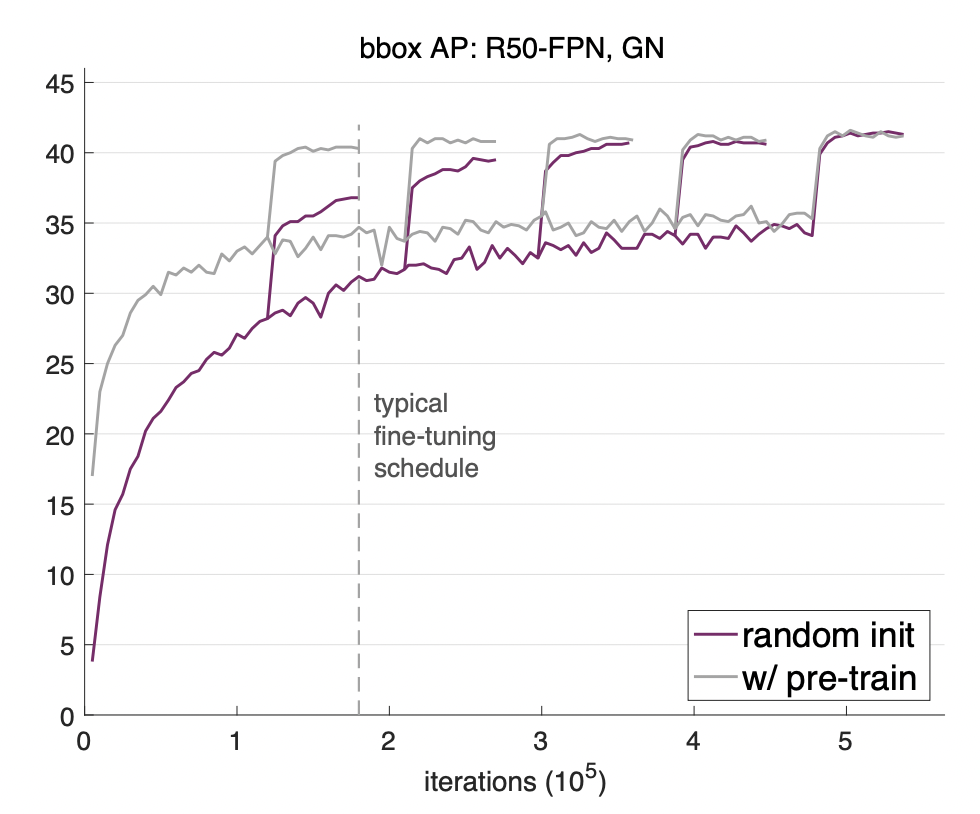 bbox AP: R50-FPN, GN
45
40
35
30
25
20
15
10
5
0
typical
fine-tuning
schedule
random init
w/ pre-train
0 1 2 3 4 5
iterations (10^5)